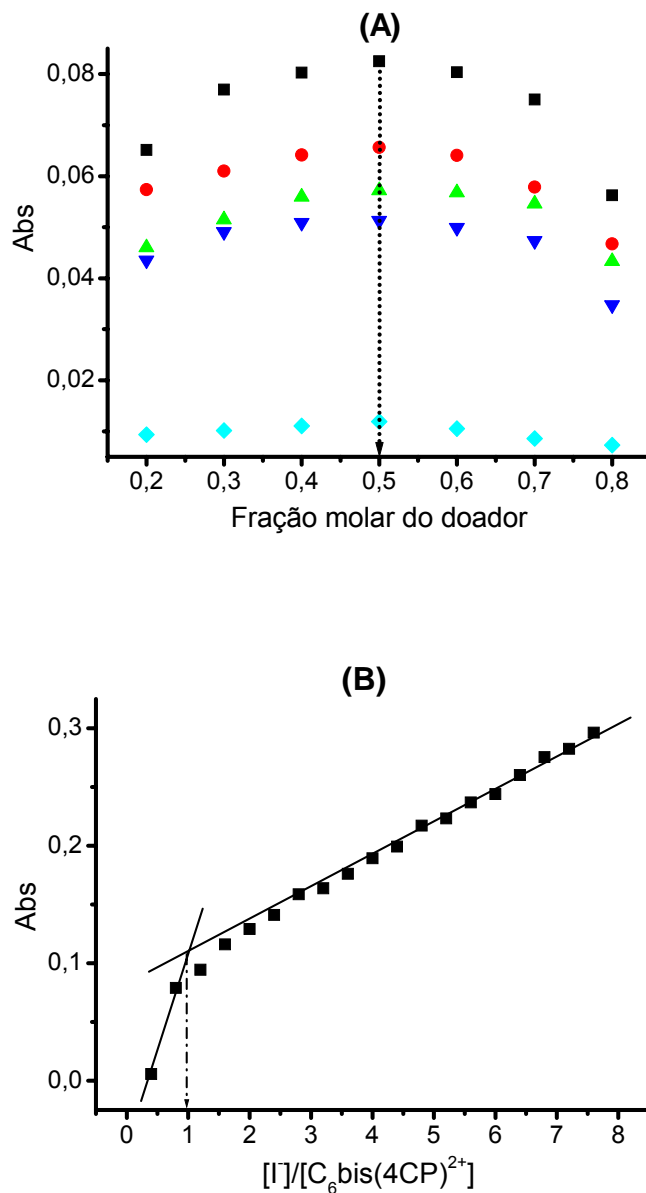 (A)
Abs
0,08
0,06
0,04
0,02
0,2 0,3 0,4 0,5 0,6 0,7 0,8
Fração molar do doador
(B)
Abs
0,3
0,2
0,1
0,0
0 1 2 3 4 5 6 7 8
[I⁻]/[C₆bis(4CP)²⁺]